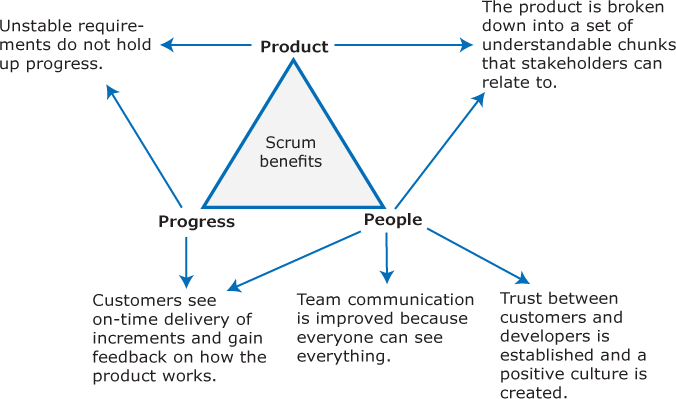 Unstable require-
ments do not hold
up progress.
Product
The product is broken
down into a set of
understandable chunks
that stakeholders can
relate to.
Scrum
benefits
Progress
People
Customers see
on-time delivery of
increments and gain
feedback on how the
product works.
Team communication
is improved because
everyone can see
everything.
Trust between
customers and
developers is
established and a
positive culture is
created.